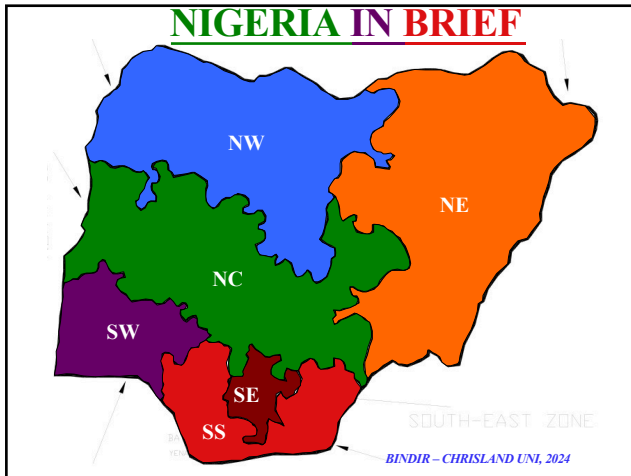 NIGERIA IN BRIEF
NW
NE
NC
SW
SE
SS
SOUTH-EAST ZONE
BINDIR – CHRISLAND UNI, 2024